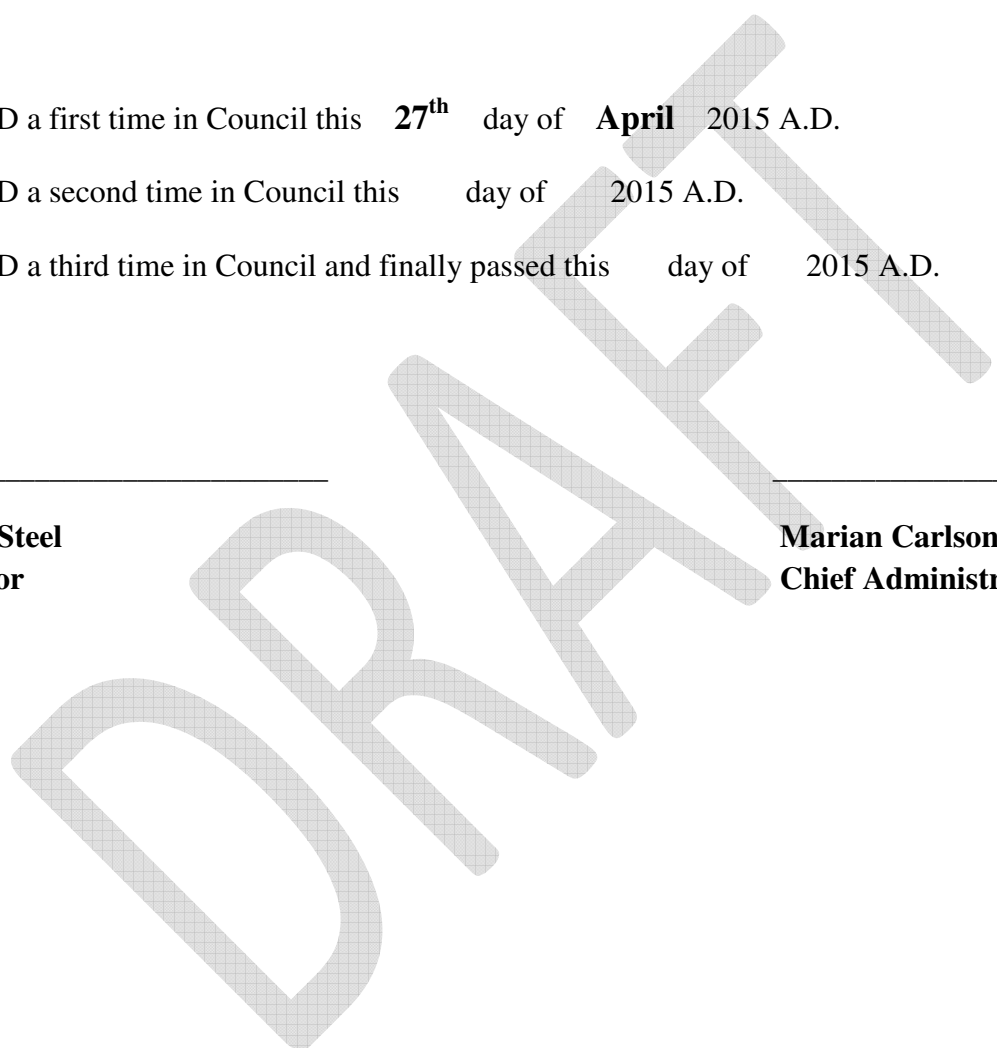 D a first time in Council this 27th day of April 2015 A.D.
D a second time in Council this day of 2015 A.D.
D a third time in Council and finally passed this day of 2015 A.D.
Steel Marian Carlson
or Chief Administr
DRAFT